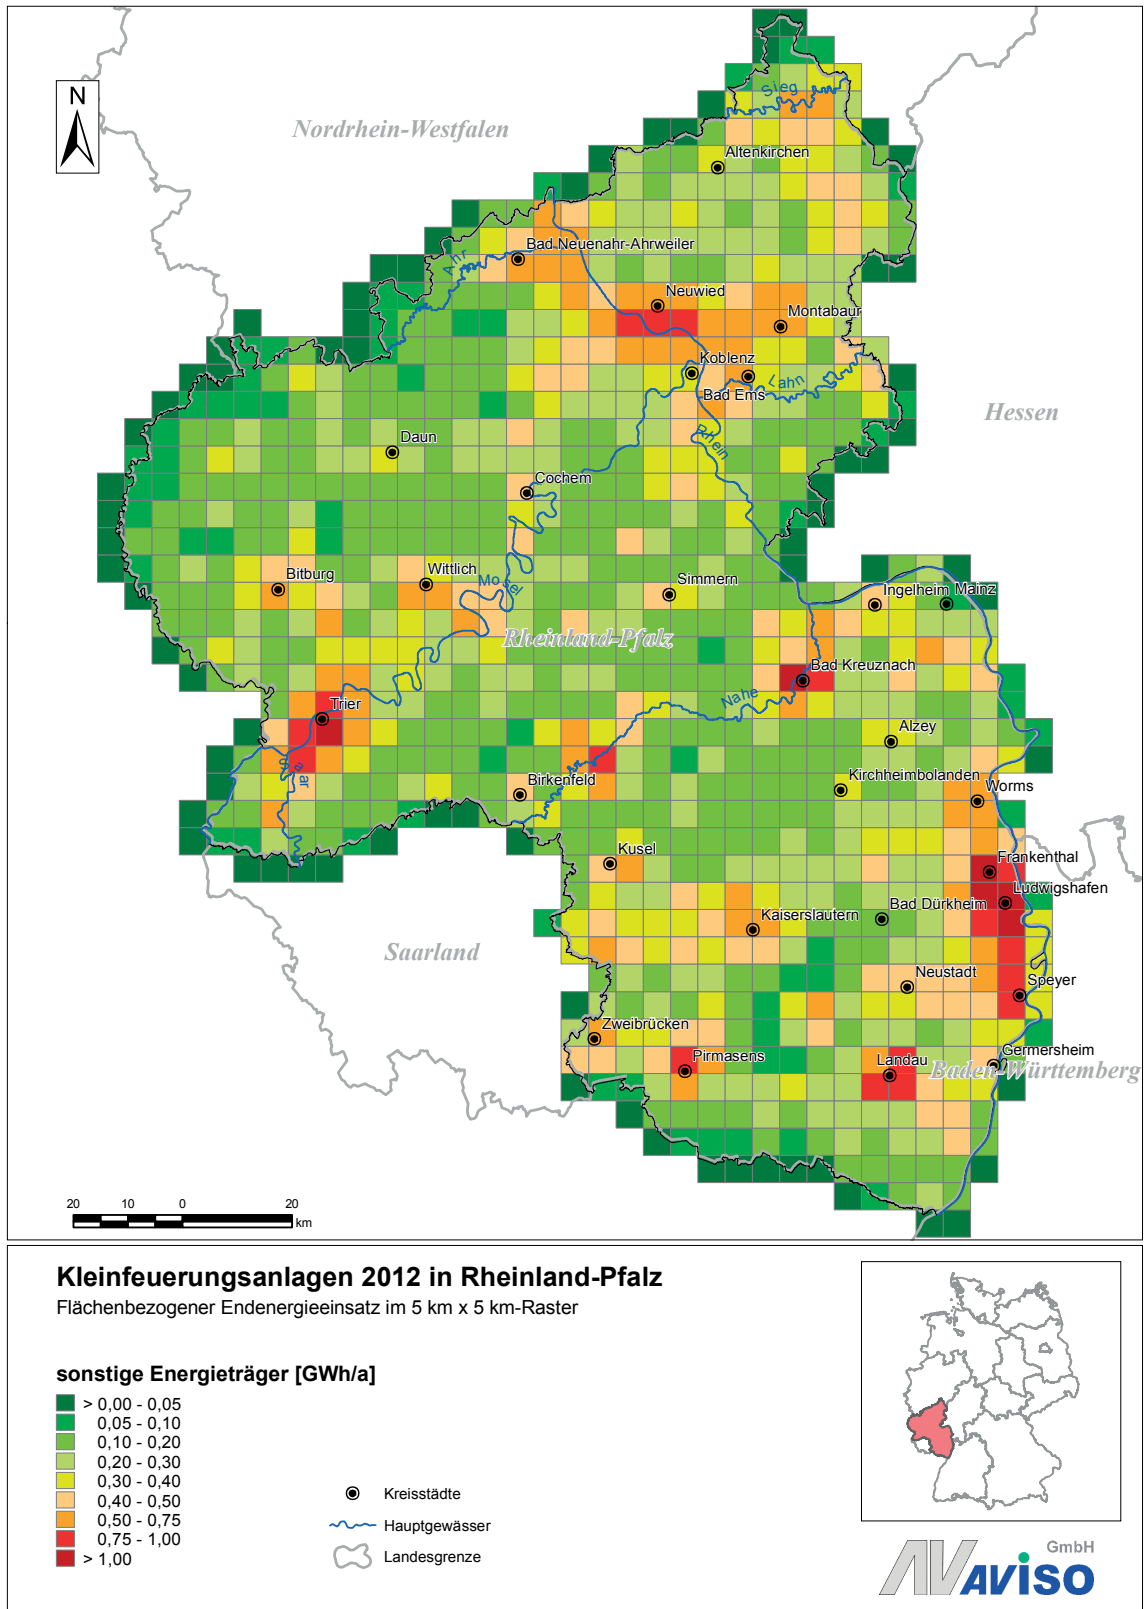 N
Nordrhein-Westfalen
Sieg
Altenkirchen
Bad Neuenahr-Ahrweiler
Ahr
Neuwied
Montabaur
Koblenz
Lahn
Bad Ems
Hessen
Rhein
Daun
Cochem
Bitburg
Wittlich
Mosel
Simmern
Ingelheim
Mainz
Rheinland-Pfalz
Bad Kreuznach
Nahe
Trier
Alzey
Saar
Birkenfeld
Kirchheimbolanden
Worms
Kusel
Frankenthal
Ludwigshafen
Kaiserslautern
Bad Dürkheim
Saarland
Neustadt
Speyer
Zweibrücken
Pirmasens
Landau
Germersheim
Baden-Württemberg
20 10 0 20
km
Kleinfeuerungsanlagen 2012 in Rheinland-Pfalz
Flächenbezogener Endenergieeinsatz im 5 km x 5 km-Raster
sonstige Energieträger [GWh/a]
> 0,00 - 0,05
0,05 - 0,10
0,10 - 0,20
0,20 - 0,30
0,30 - 0,40
0,40 - 0,50
0,50 - 0,75
0,75 - 1,00
> 1,00
Kreisstädte
Hauptgewässer
Landesgrenze
GmbH
AVISO